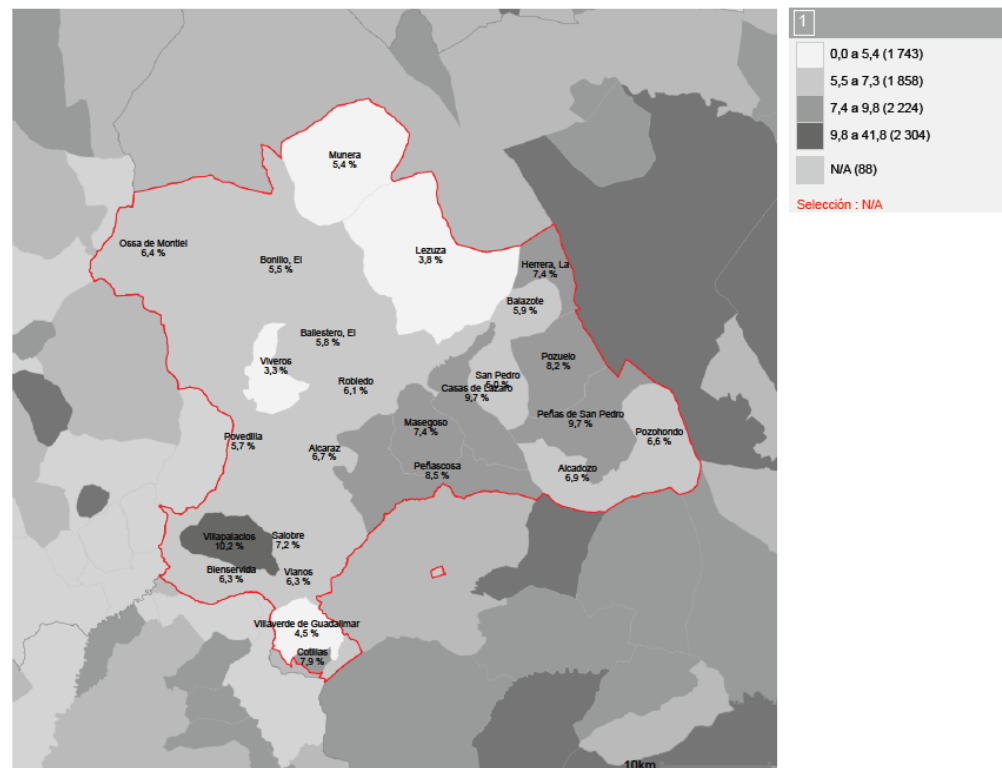 1
0,0 a 5,4 (1 743)
5,5 a 7,3 (1 858)
7,4 a 9,8 (2 224)
9,8 a 41,8 (2 304)
N/A (88)
Selección : N/A
Munera
5,4 %
Ossa de Montiel
6,4 %
Bonillo, El
5,5 %
Lezuza
3,8 %
Herrera, La
7,4 %
Balazote
5,9 %
Ballestero, El
5,8 %
Viveros
3,3 %
Pozuelo
8,2 %
San Pedro
6,0 %
Robledo
6,1 %
Casas de Lázaro
9,7 %
Peñas de San Pedro
9,7 %
Masegoso
7,4 %
Pozohondo
6,6 %
Povedilla
5,7 %
Alcaraz
6,7 %
Peñascosa
8,5 %
Alcadozo
6,9 %
Villapalacios
10,2 %
Salobre
7,2 %
Bienservida
6,3 %
Vianos
6,3 %
Villaverde de Guadalimar
4,5 %
Cotillas
7,9 %
10km